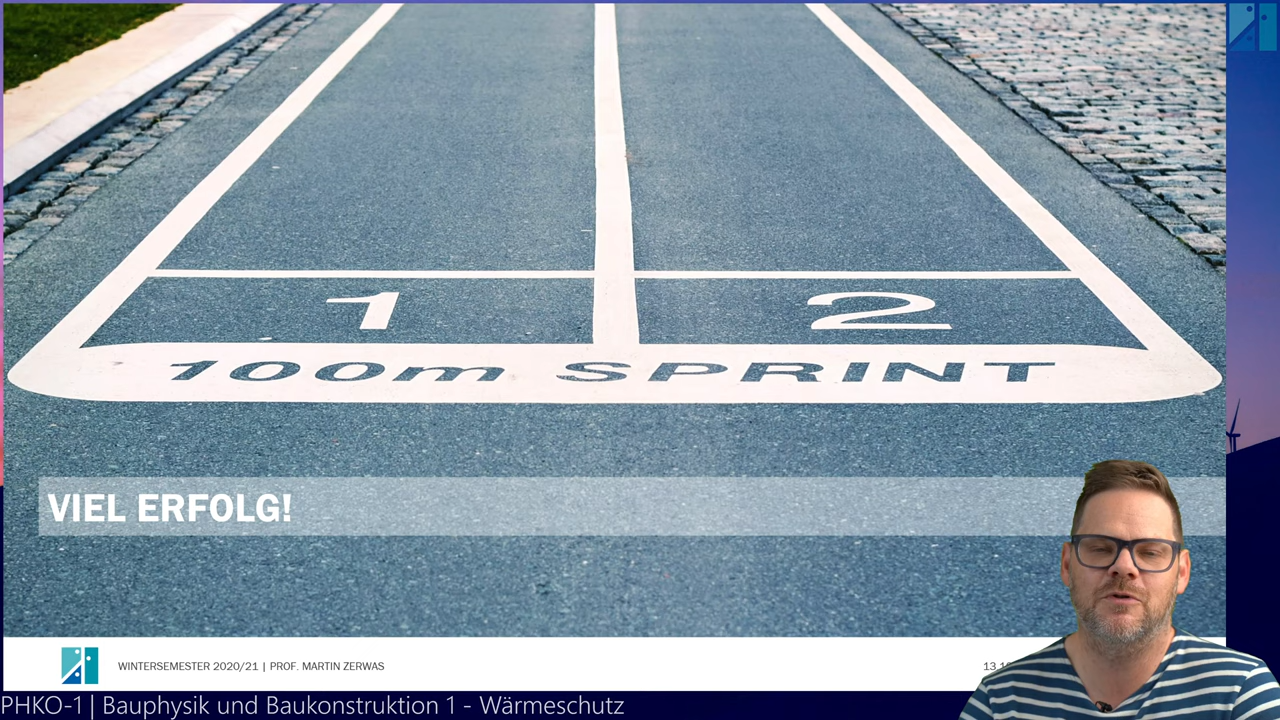 1 2
100m SPRINT
VIEL ERFOLG!
WINTERSEMESTER 2020/21 | PROF. MARTIN ZERWAS
PHKO-1 | Bauphysik und Baukonstruktion 1 - Wärmeschutz